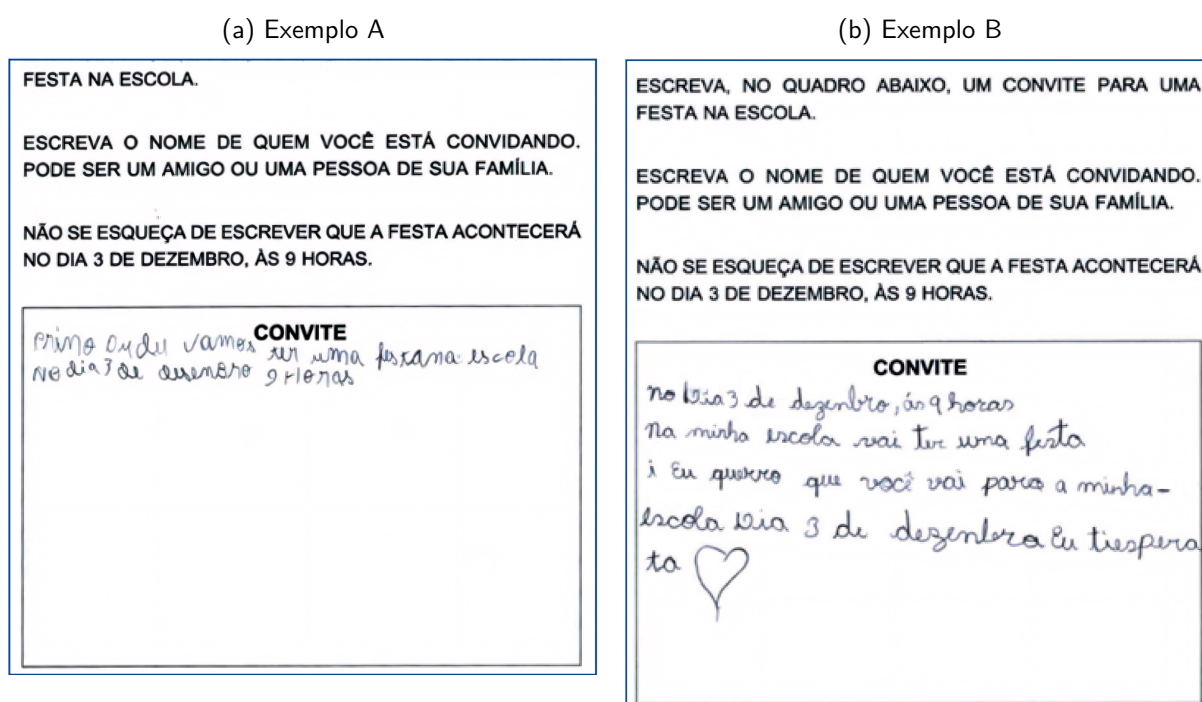 (a) Exemplo A
FESTA NA ESCOLA.
ESCREVA O NOME DE QUEM VOCÊ ESTÁ CONVIDANDO.
PODE SER UM AMIGO OU UMA PESSOA DE SUA FAMÍLIA.
NÃO SE ESQUEÇA DE ESCREVER QUE A FESTA ACONTECERÁ
NO DIA 3 DE DEZEMBRO, ÀS 9 HORAS.
CONVITE
vamos ter uma festana escola
No dia 3 de 9 Horas
(b) Exemplo B
ESCREVA, NO QUADRO ABAIXO, UM CONVITE PARA UMA
FESTA NA ESCOLA.
ESCREVA O NOME DE QUEM VOCÊ ESTÁ CONVIDANDO.
PODE SER UM AMIGO OU UMA PESSOA DE SUA FAMÍLIA.
NÃO SE ESQUEÇA DE ESCREVER QUE A FESTA ACONTECERÁ
NO DIA 3 DE DEZEMBRO, ÀS 9 HORAS.
CONVITE
no Dia 3 de dezenbro, ás 9 horas
na minha escola vai ter uma festa
i Eu querro que você vai para a minha-
escola Dia 3 de dezenbro Eu tiespera
to